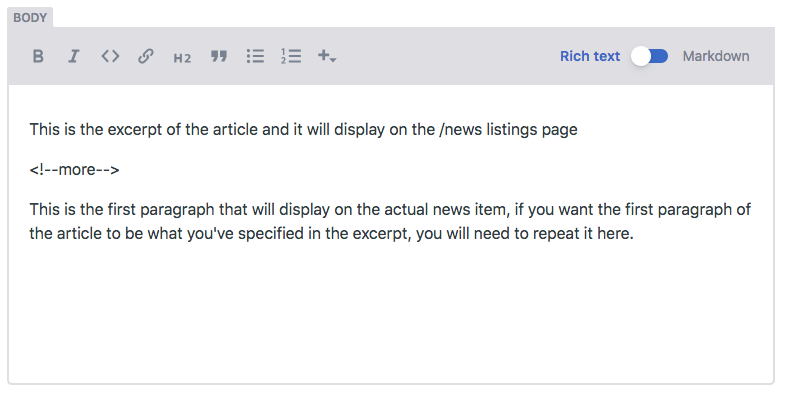 BODY
B I <> H2 Rich text Markdown
This is the excerpt of the article and it will display on the /news listings page
<!--more-->
This is the first paragraph that will display on the actual news item, if you want the first paragraph of
the article to be what you've specified in the excerpt, you will need to repeat it here.